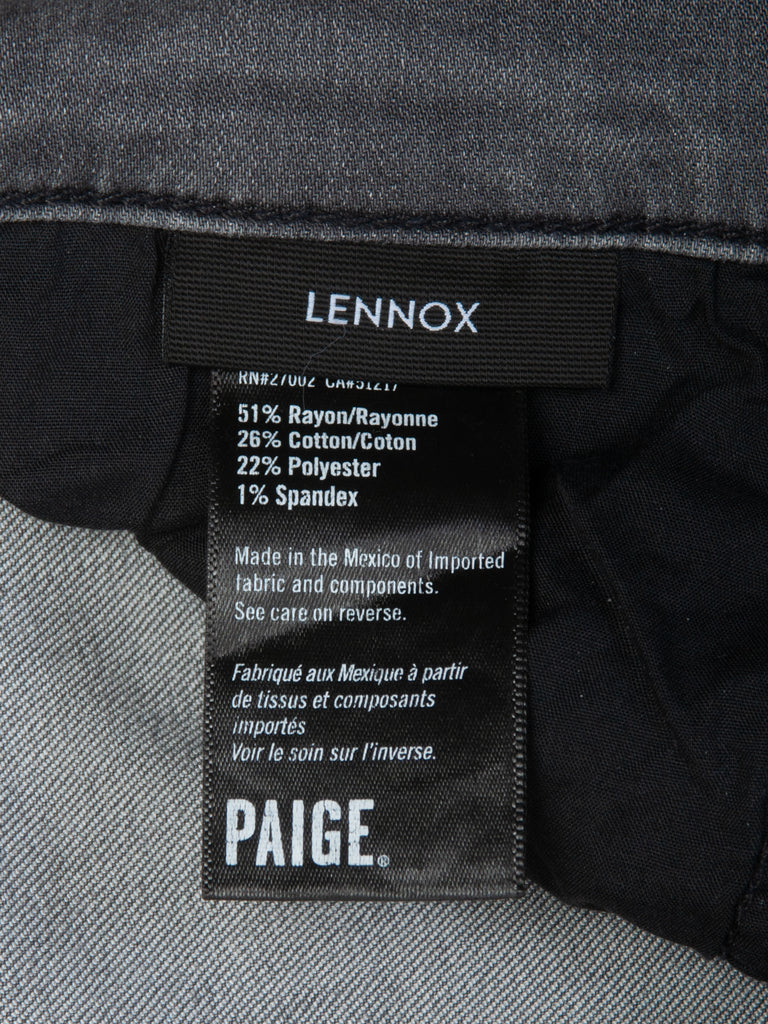 LENNOX
RN#27002 CA#51217
51% Rayon/Rayonne
26% Cotton/Coton
22% Polyester
1% Spandex
Made in the Mexico of Imported
fabric and components.
See care on reverse.
Fabriqué aux Mexique à partir
de tissus et composants
importés
Voir le soin sur l'inverse.
PAIGE®